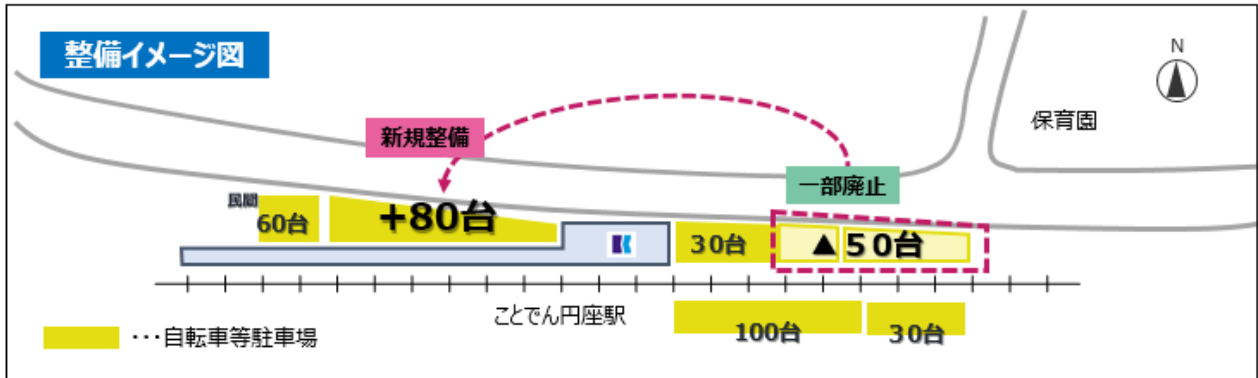 整備イメージ図
N
保育園
新規整備
一部廃止
風間
60台
+80台
30台
▲50台
ことでん円座駅
100台
30台
・・・自転車等駐車場